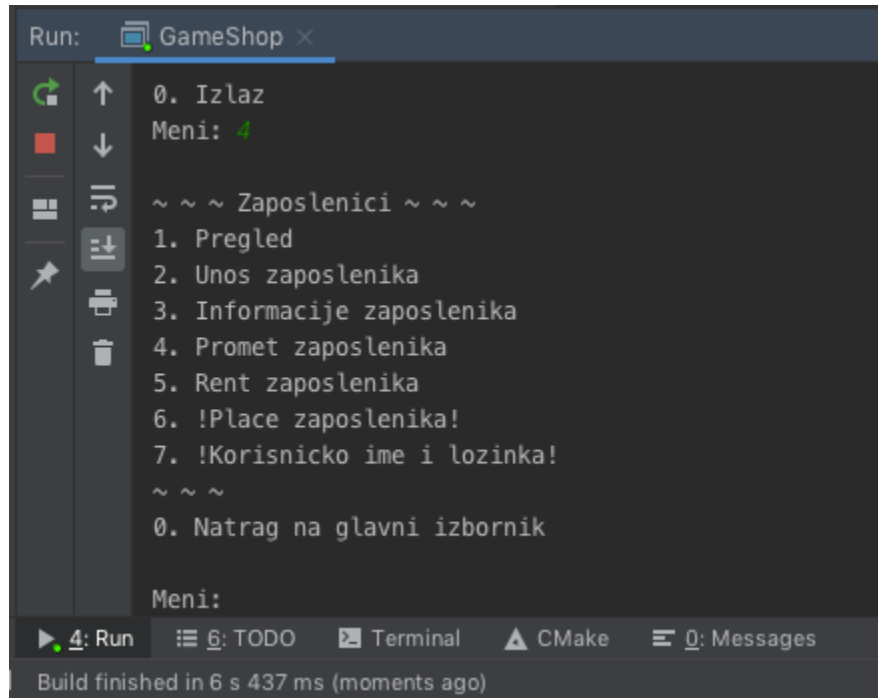 Run: GameShop
0. Izlaz
Meni: 4
~ ~ ~ Zaposlenici ~ ~ ~
1. Pregled
2. Unos zaposlenika
3. Informacije zaposlenika
4. Promet zaposlenika
5. Rent zaposlenika
6. !Place zaposlenika!
7. !Korisnicko ime i lozinka!
~ ~ ~
0. Natrag na glavni izbornik
Meni:
4: Run 6: TODO Terminal CMake 0: Messages
Build finished in 6 s 437 ms (moments ago)